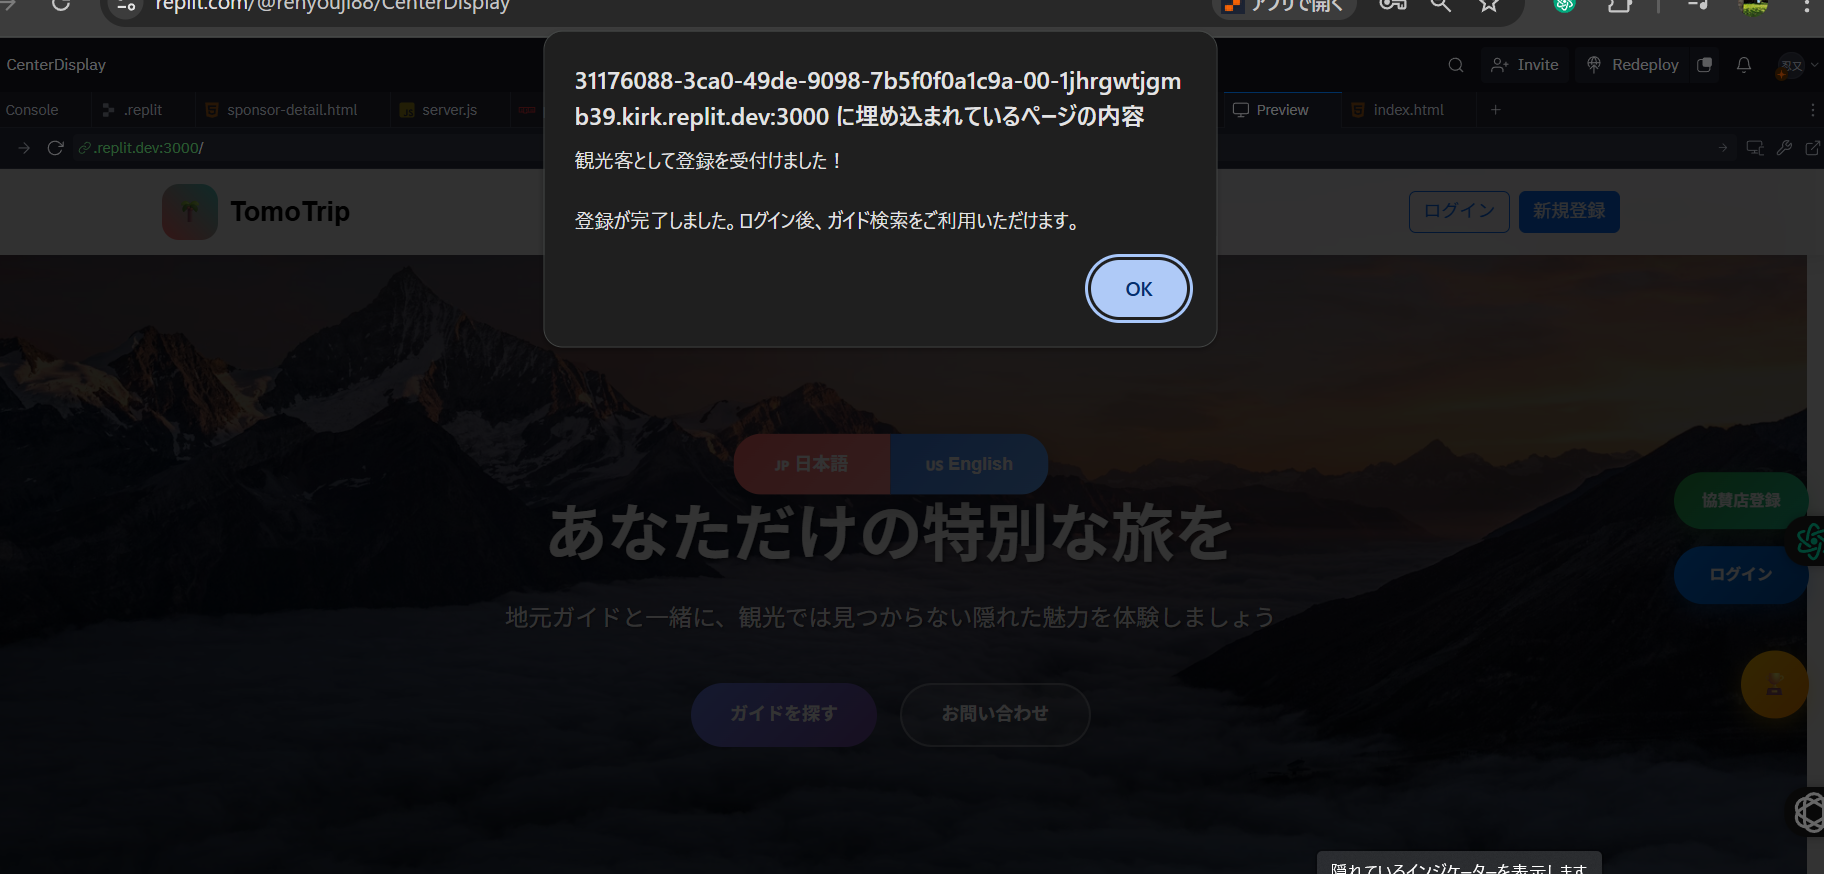 replit.com/@renyouji88/CenterDisplay
アプリで開く
CenterDisplay
Invite
Redeploy
Console
.replit
sponsor-detail.html
server.js
Preview
index.html
.replit.dev:3000/
31176088-3ca0-49de-9098-7b5f0f0a1c9a-00-1jhrgwtjgm
b39.kirk.replit.dev:3000 に埋め込まれているページの内容
観光客として登録を受付けました！
登録が完了しました。ログイン後、ガイド検索をご利用いただけます。
OK
TomoTrip
ログイン
新規登録
JP 日本語
US English
あなただけの特別な旅を
地元ガイドと一緒に、観光では見つからない隠れた魅力を体験しましょう
ガイドを探す
お問い合わせ
協賛店登録
ログイン
隠れているインジケーターを表示します